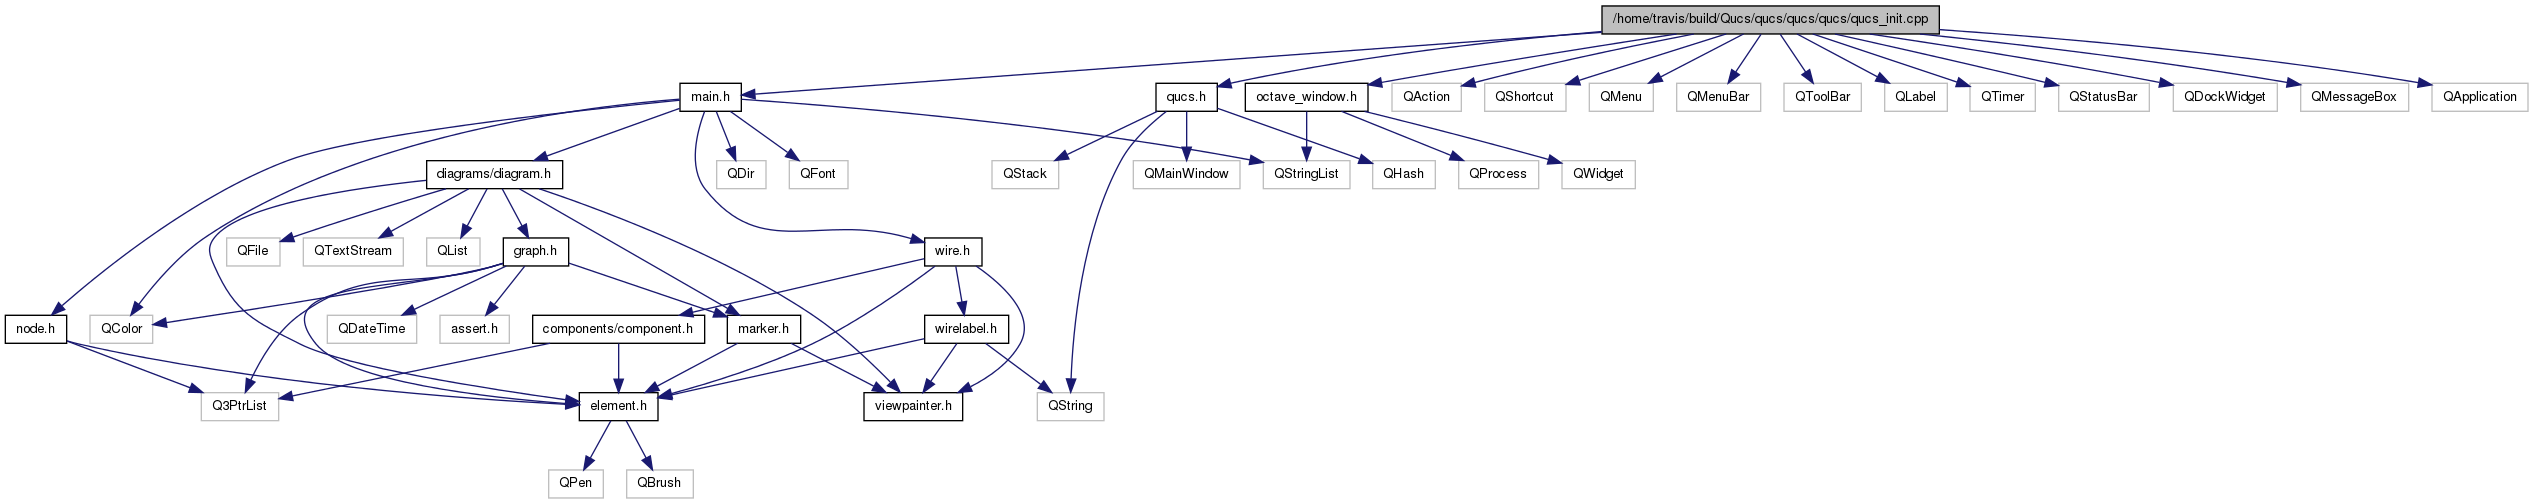 /home/travis/build/Qucs/qucs/qucs/qucs/qucs_init.cpp
main.h
qucs.h
octave_window.h
QAction
QShortcut
QMenu
QMenuBar
QToolBar
QLabel
QTimer
QStatusBar
QDockWidget
QMessageBox
QApplication
diagrams/diagram.h
QDir
QFont
QStack
QMainWindow
QStringList
QHash
QProcess
QWidget
QFile
QTextStream
QList
graph.h
wire.h
node.h
QColor
QDateTime
assert.h
components/component.h
marker.h
wirelabel.h
Q3PtrList
element.h
viewpainter.h
QString
QPen
QBrush